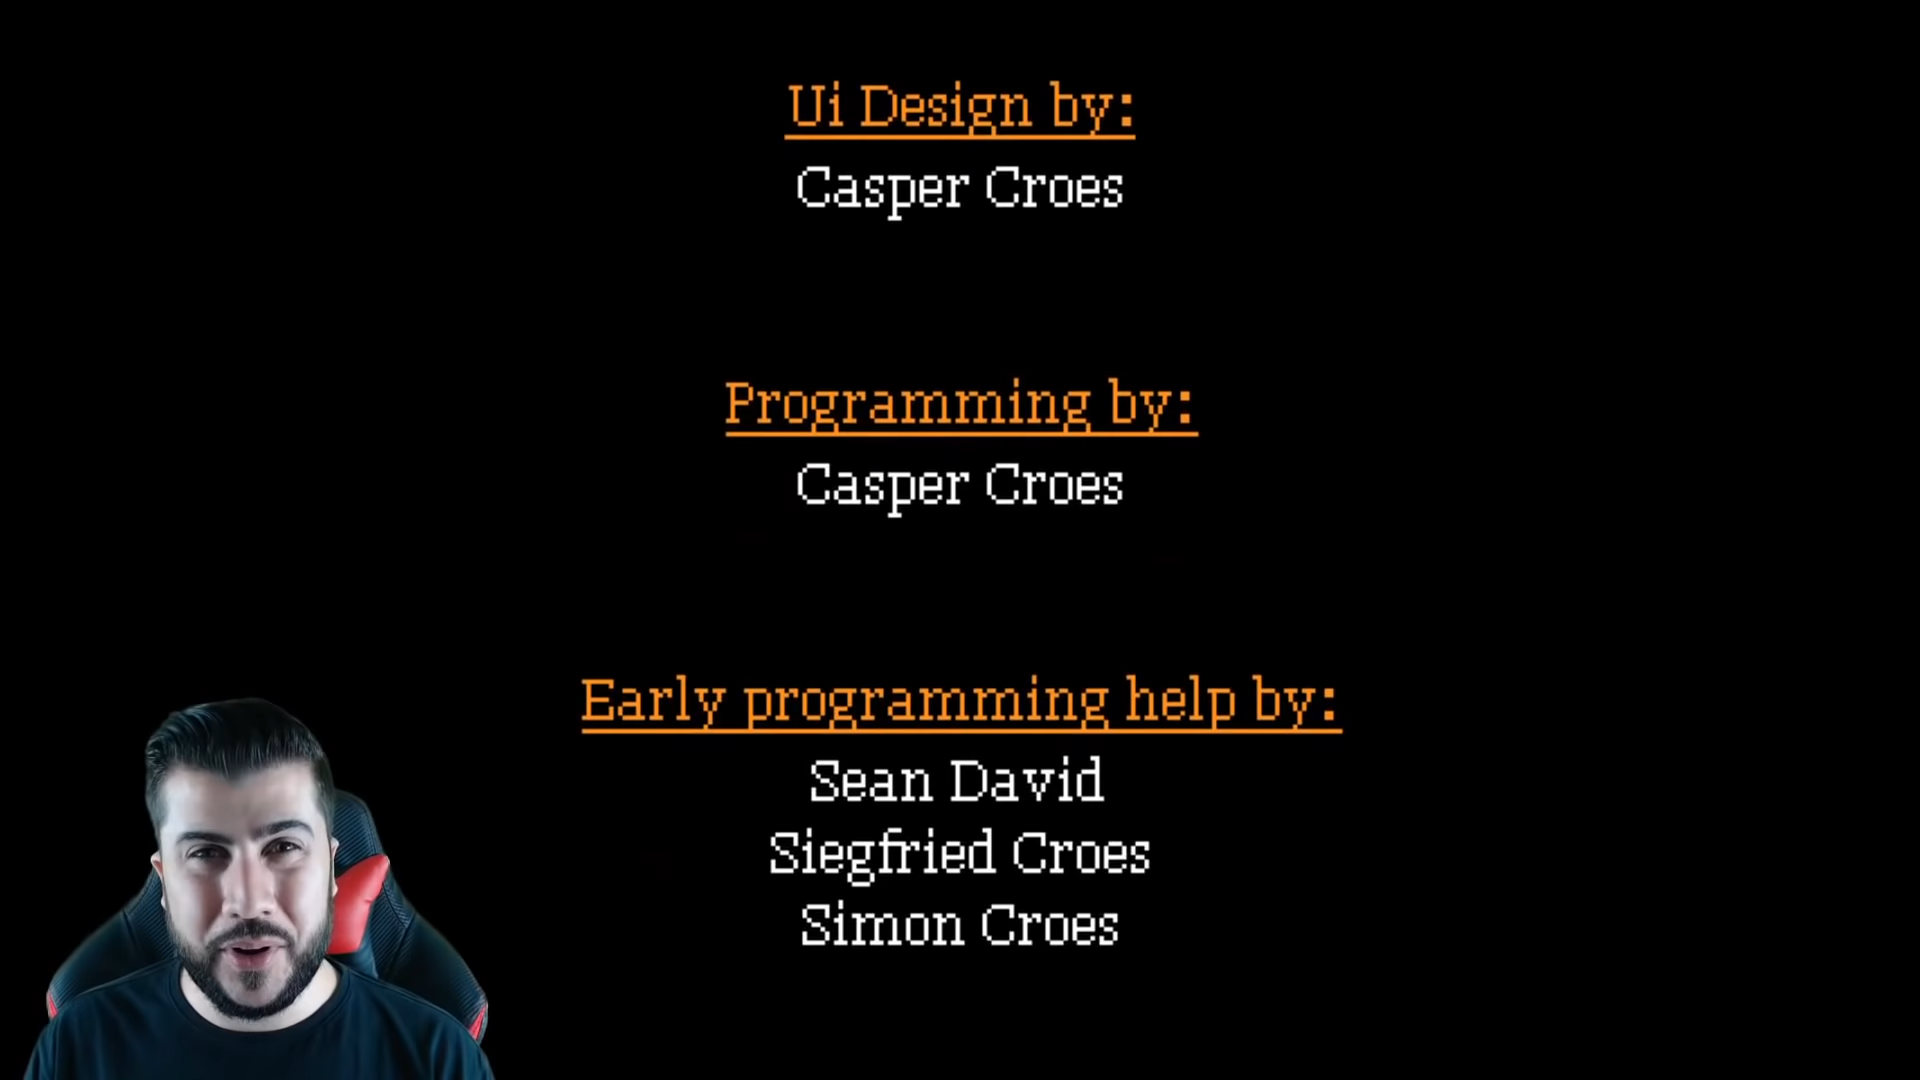 Ui Design by:
Casper Croes
Programming by:
Casper Croes
Early programming help by:
Sean David
Siegfried Croes
Simon Croes